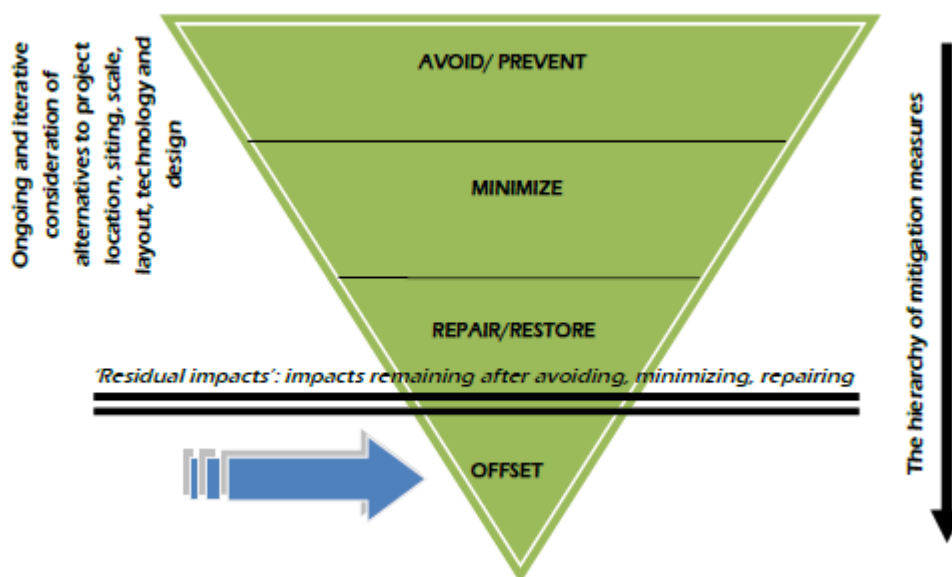 Ongoing and iterative
consideration of
alternatives to project
location, siting, scale,
layout, technology and
design
AVOID/ PREVENT
MINIMIZE
REPAIR/RESTORE
'Residual impacts': impacts remaining after avoiding, minimizing, repairing
OFFSET
The hierarchy of mitigation measures